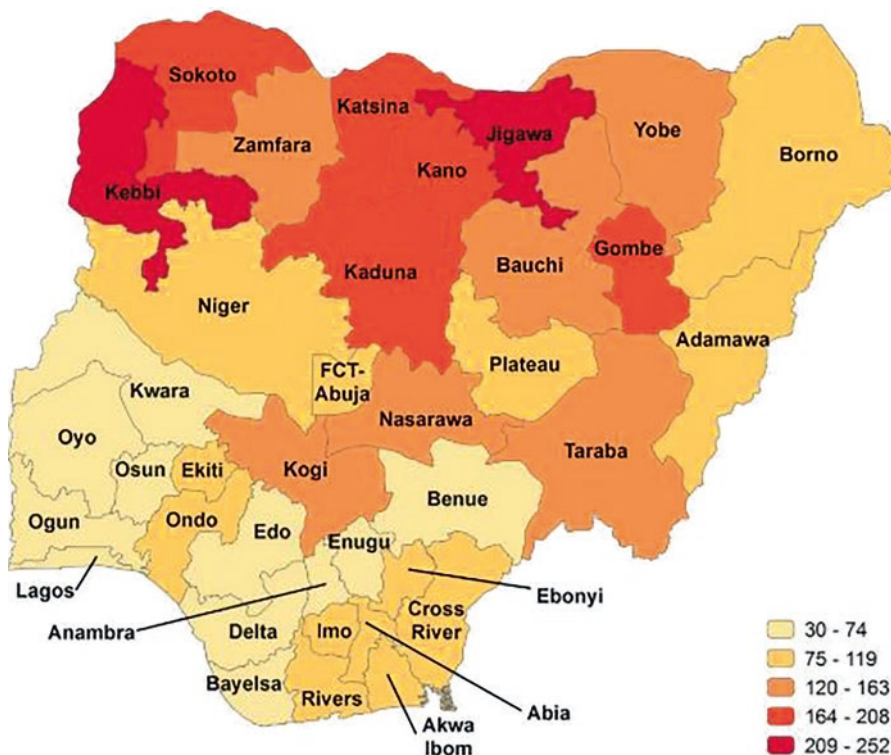 Sokoto
Katsina
Jigawa
Yobe
Borno
Zamfara
Kano
Kebbi
Gombe
Bauchi
Kaduna
Niger
Adamawa
Plateau
FCT-
Abuja
Kwara
Nasarawa
Oyo
Taraba
Osun
Ekiti
Kogi
Benue
Ogun
Ondo
Edo
Enugu
Lagos
Ebonyi
Anambra
Cross
River
Delta
Imo
Bayelsa
Rivers
Abia
Akwa
Ibom
30 - 74
75 - 119
120 - 163
164 - 208
209 - 252